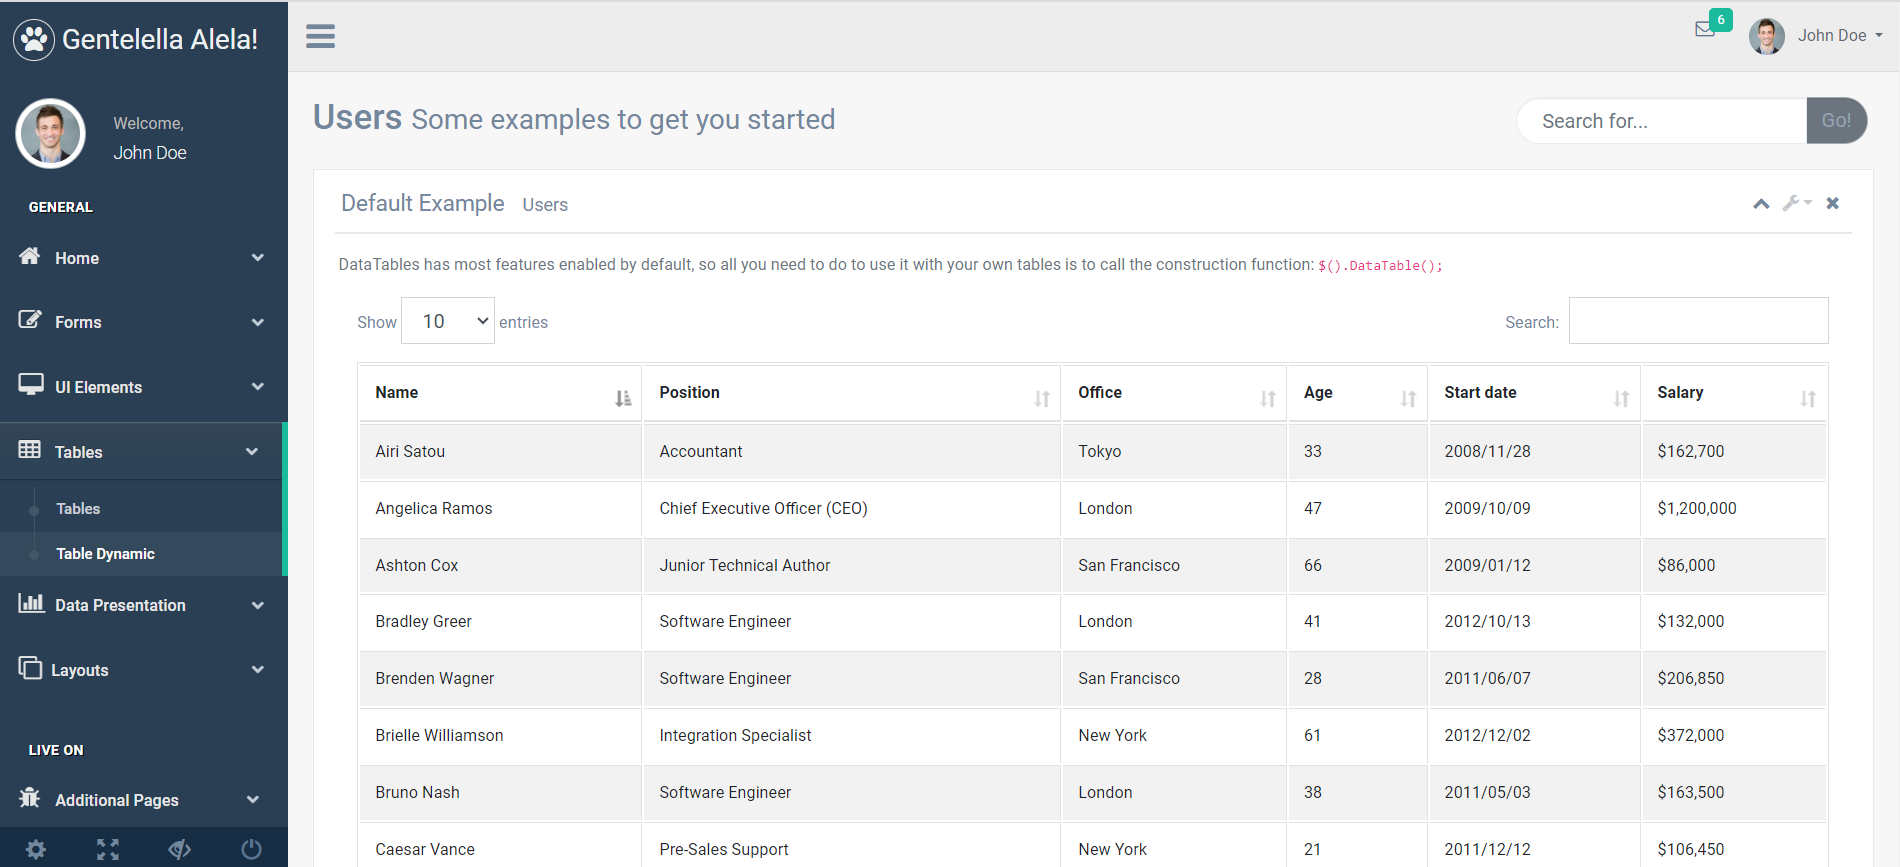 Gentelella Alela!
6
John Doe
Welcome,
John Doe
GENERAL
Home
Forms
UI Elements
Tables
Tables
Table Dynamic
Data Presentation
Layouts
LIVE ON
Additional Pages
Users Some examples to get you started
Search for... Go!
Default Example Users
DataTables has most features enabled by default, so all you need to do to use it with your own tables is to call the construction function: $().DataTable();
Show 10 entries Search:
Name Position Office Age Start date Salary
Airi Satou Accountant Tokyo 33 2008/11/28 $162,700
Angelica Ramos Chief Executive Officer (CEO) London 47 2009/10/09 $1,200,000
Ashton Cox Junior Technical Author San Francisco 66 2009/01/12 $86,000
Bradley Greer Software Engineer London 41 2012/10/13 $132,000
Brenden Wagner Software Engineer San Francisco 28 2011/06/07 $206,850
Brielle Williamson Integration Specialist New York 61 2012/12/02 $372,000
Bruno Nash Software Engineer London 38 2011/05/03 $163,500
Caesar Vance Pre-Sales Support New York 21 2011/12/12 $106,450